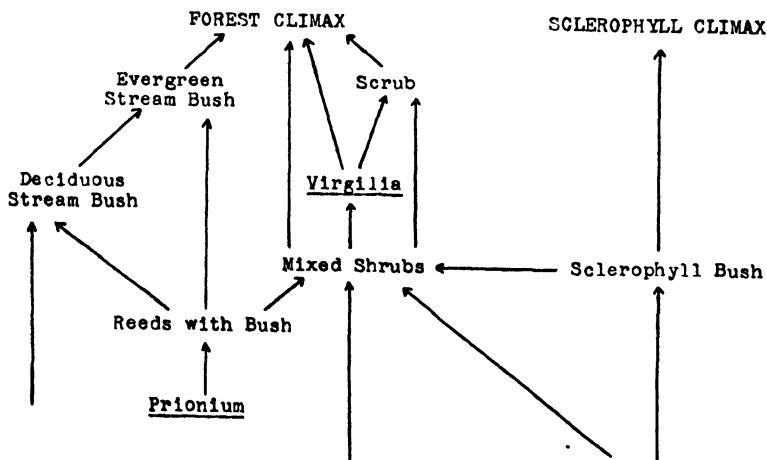 FOREST CLIMAX
SCLEROPHYLL CLIMAX
Evergreen
Stream Bush
Scrub
Deciduous
Stream Bush
Virgilia
Mixed Shrubs
Sclerophyll Bush
Reeds with Bush
Prionium